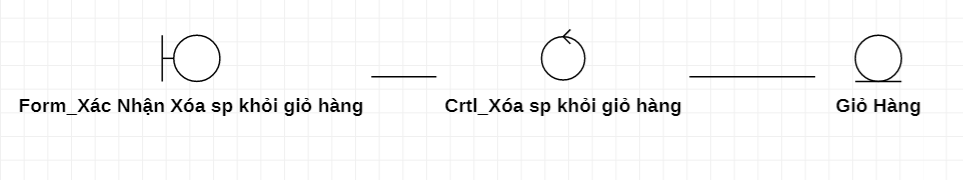 Form_Xác Nhận Xóa sp khỏi giỏ hàng
Crtl_Xóa sp khỏi giỏ hàng
Giỏ Hàng